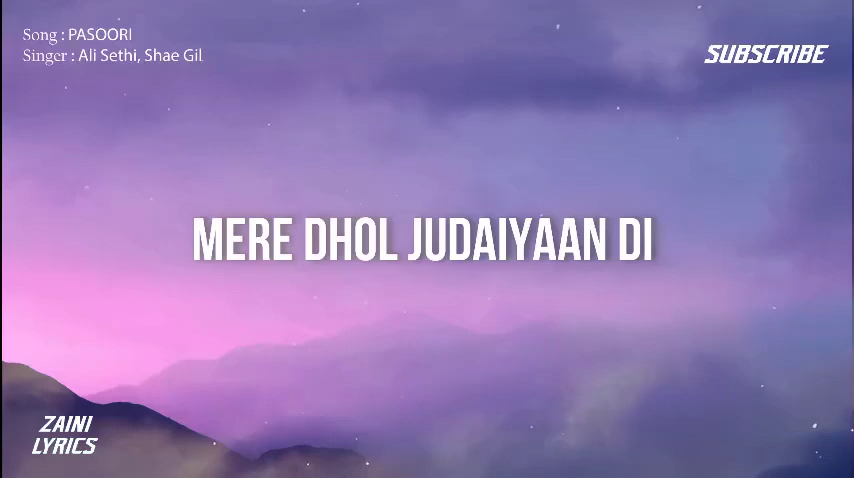 Song : PASOORI
Singer : Ali Sethi, Shae Gil
SUBSCRIBE
MERE DHOL JUDAIYAAN DI
ZAINI
LYRICS